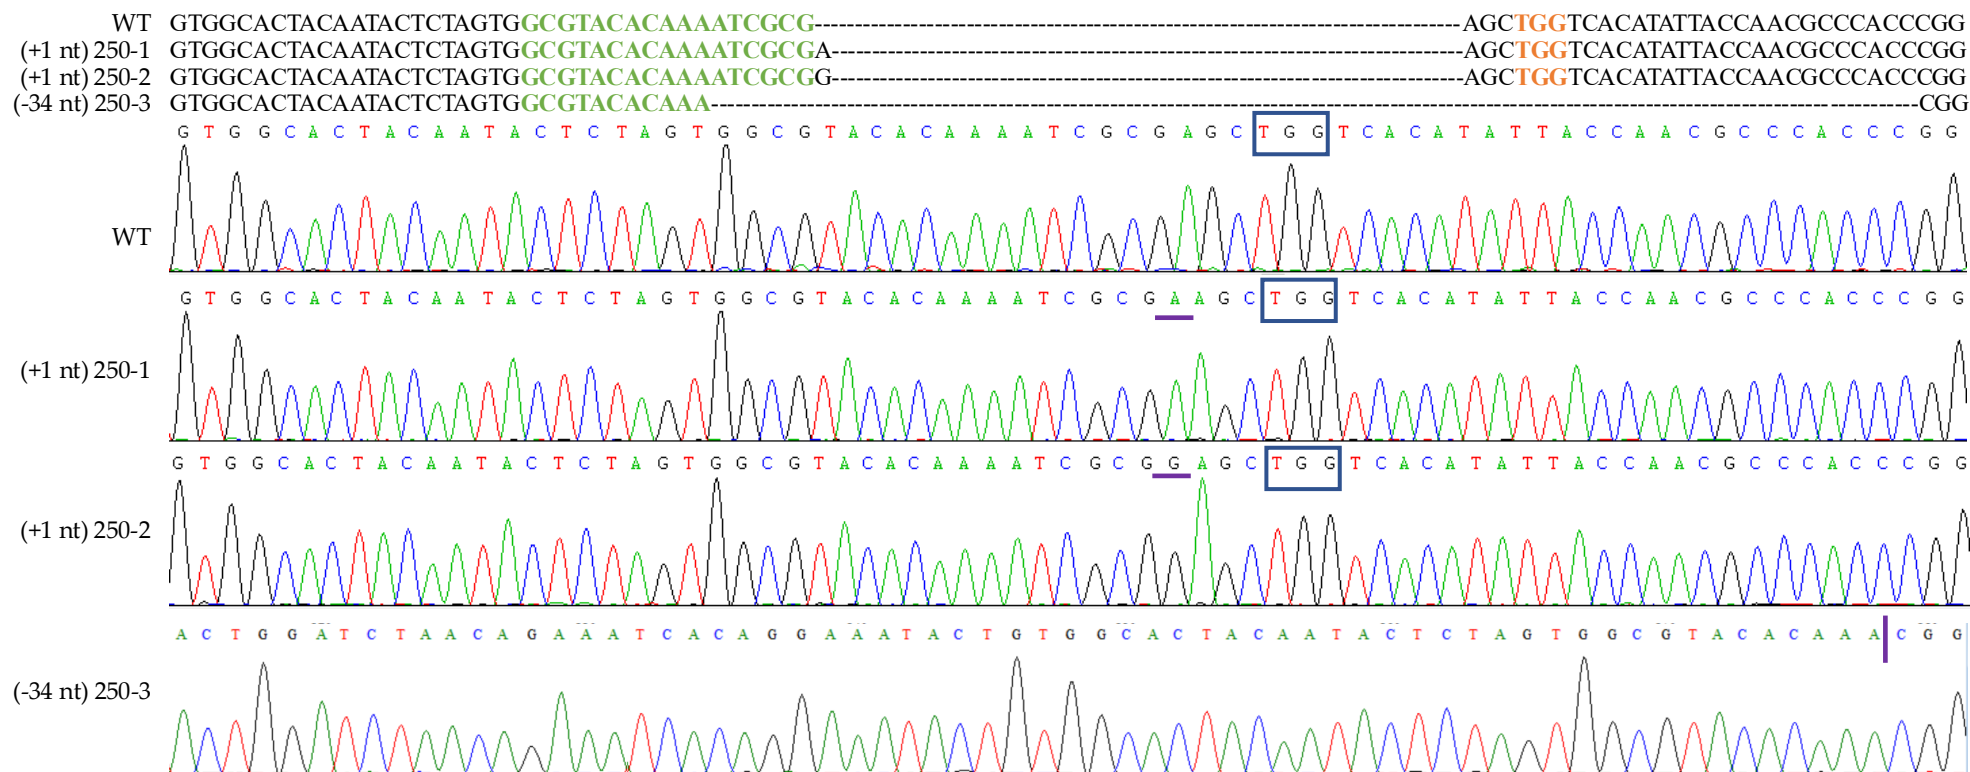 WT GTGGCACTACAATACTCTAGTGGCGTACACAAAATCGCG--------------------AGCTGGTCACATATTACCAACGCCCACCCGG
(+1 nt) 250-1 GTGGCACTACAATACTCTAGTGGCGTACACAAAATCGCGA--------------------AGCTGGTCACATATTACCAACGCCCACCCGG
(+1 nt) 250-2 GTGGCACTACAATACTCTAGTGGCGTACACAAAATCGCGG--------------------AGCTGGTCACATATTACCAACGCCCACCCGG
(-34 nt) 250-3 GTGGCACTACAATACTCTAGTGGCGTACACAAA--------------------CGG
G T G G C A C T A C A A T A C T C T A G T G G C G T A C A C A A A A T C G C G A G C T G G T C A C A T A T T A C C A A C G C C C A C C C G G
WT
G T G G C A C T A C A A T A C T C T A G T G G C G T A C A C A A A A T C G C G A A G C T G G T C A C A T A T T A C C A A C G C C C A C C C G G
(+1 nt) 250-1
G T G G C A C T A C A A T A C T C T A G T G G C G T A C A C A A A A T C G C G G A G C T G G T C A C A T A T T A C C A A C G C C C A C C C G G
(+1 nt) 250-2
A C T G G A T C T A A C A G A A A T C A C A G G A A A T A C T G T G G C A C T A C A A T A C T C T A G T G G C G T A C A C A A A C G G
(-34 nt) 250-3